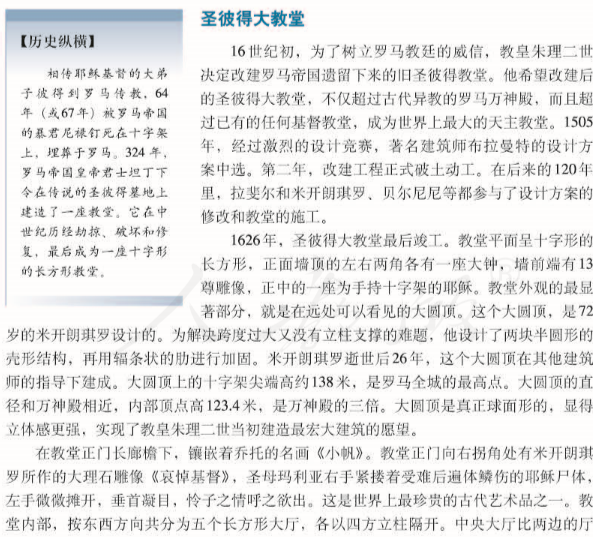 圣彼得大教堂
【历史纵横】
相传耶稣基督的大弟
子彼得到罗马传教，64
年（或67年）被罗马帝国
的暴君尼禄钉死在十字架
上，埋葬于罗马。324年，
罗马帝国皇帝君士坦丁下
令在传说的圣彼得墓地上
建造了一座教堂。它在中
世纪历经劫掠、破坏和修
复，最后成为一座十字形
的长方形教堂。
16世纪初，为了树立罗马教廷的威信，教皇朱理二世
决定改建罗马帝国遗留下来的旧圣彼得教堂。他希望改建后
的圣彼得大教堂，不仅超过古代异教的罗马万神殿，而且超
过已有的任何基督教堂，成为世界上最大的天主教堂。1505
年，经过激烈的设计竞赛，著名建筑师布拉曼特的设计方
案中选。第二年，改建工程正式破土动工。在后来的120年
里，拉斐尔和米开朗琪罗、贝尔尼尼等都参与了设计方案的
修改和教堂的施工。
1626年，圣彼得大教堂最后竣工。教堂平面呈十字形的
长方形，正面墙顶的左右两角各有一座大钟，墙前端有13
尊雕像，正中的一座为手持十字架的耶稣。教堂外观的最显
著部分，就是在远处可以看见的大圆顶。这个大圆顶，是72
岁的米开朗琪罗设计的。为解决跨度过大又没有立柱支撑的难题，他设计了两块半圆形的
壳形结构，再用辐条状的肋进行加固。米开朗琪罗逝世后26年，这个大圆顶在其他建筑
师的指导下建成。大圆顶上的十字架尖端高约138米，是罗马全城的最高点。大圆顶的直
径和万神殿相近，内部顶点高123.4米，是万神殿的三倍。大圆顶是真正球面形的，显得
立体感更强，实现了教皇朱理二世当初建造最宏大建筑的愿望。
在教堂正门长廊檐下，镶嵌着乔托的名画《小帆》。教堂正门向右拐角处有米开朗琪
罗所作的大理石雕像《哀悼基督》，圣母玛利亚右手紧搂着受难后遍体鳞伤的耶稣尸体，
左手微微摊开，垂首凝目，怜子之情呼之欲出。这是世界上最珍贵的古代艺术品之一。教
堂内部，按东西方向共分为五个长方形大厅，各以四方立柱隔开。中央大厅比两边的厅